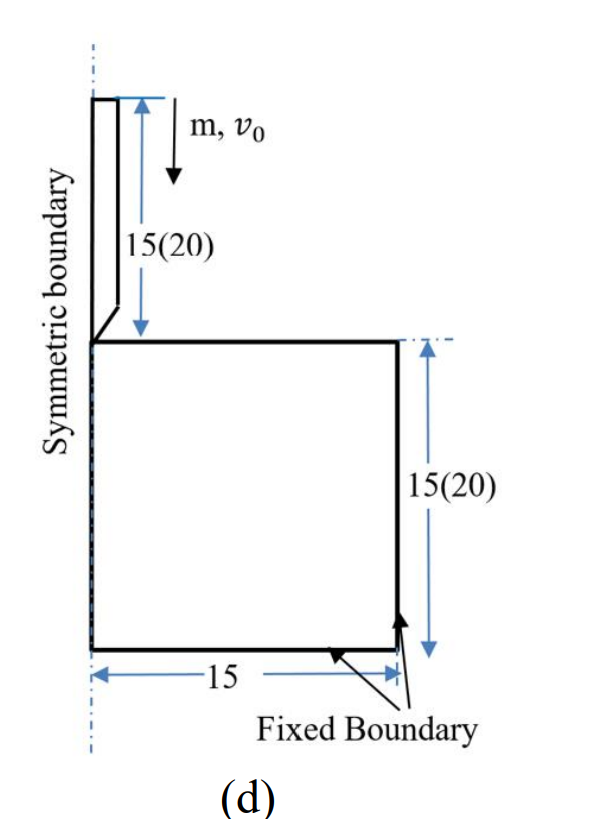 m, v₀
15(20)
Symmetric boundary
15(20)
15
Fixed Boundary
(d)